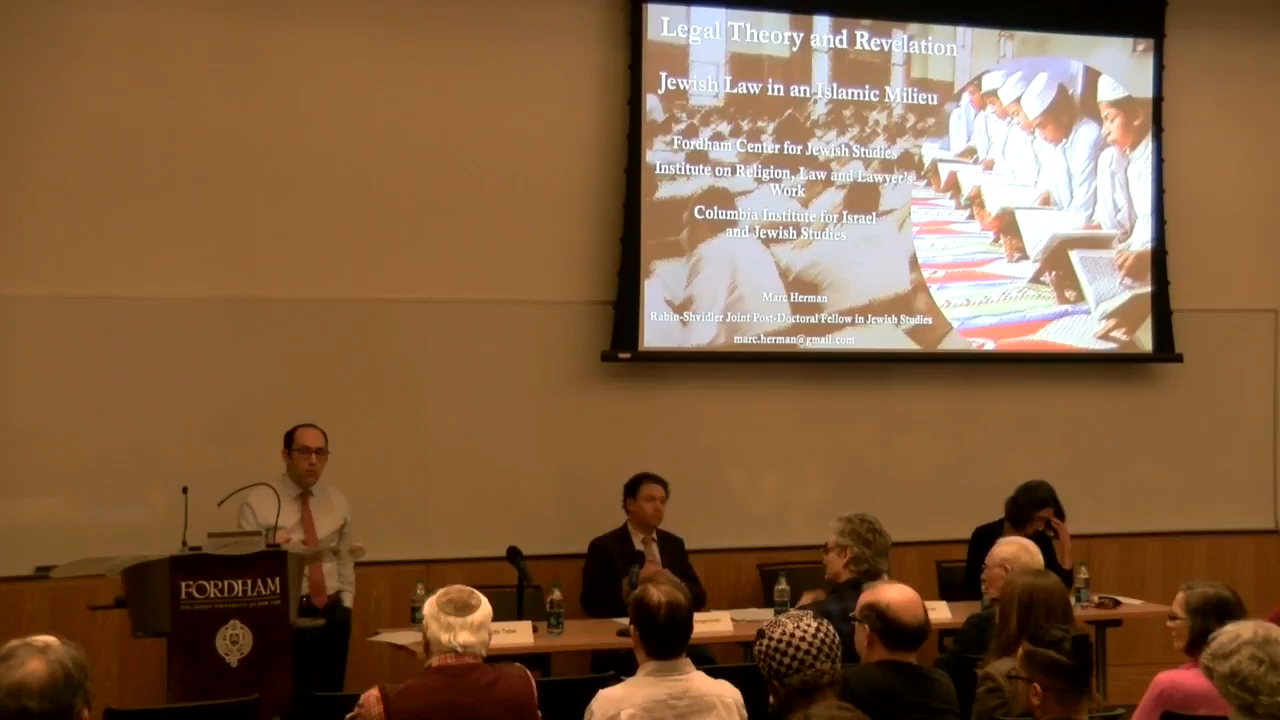 Legal Theory and Revelation
Jewish Law in an Islamic Milieu
Fordham Center for Jewish Studies
Institute on Religion, Law and Lawyer's
Work
Columbia Institute for Israel
and Jewish Studies
Marc Herman
Rabin-Shvidler Joint Post-Doctoral Fellow in Jewish Studies
marc.herman@gmail.com
FORDHAM